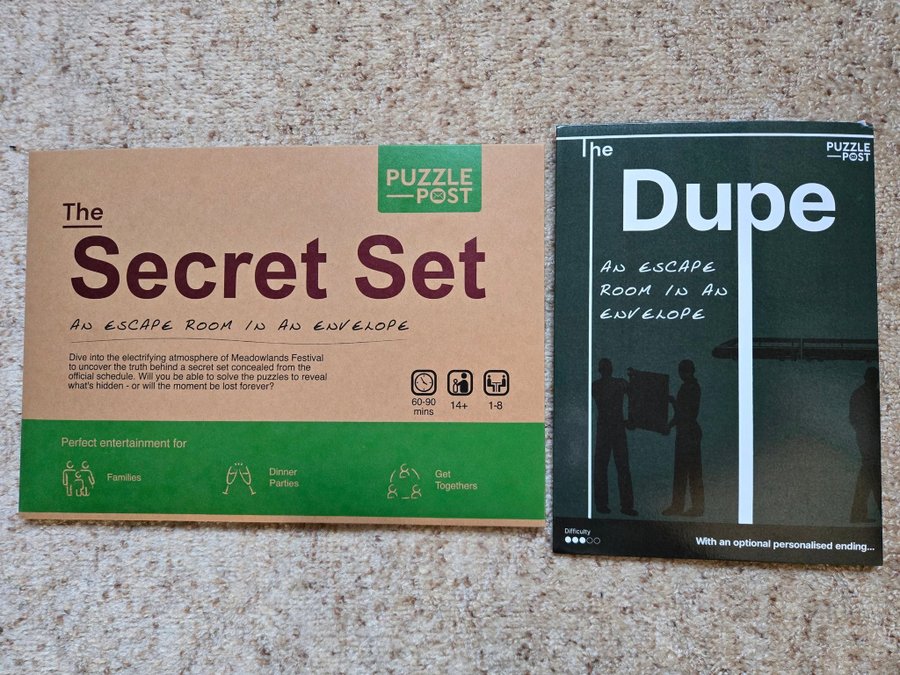 PUZZLE
POST
The
Secret Set
AN ESCAPE ROOM IN AN ENVELOPE
Dive into the electrifying atmosphere of Meadowlands Festival
to uncover the truth behind a secret set concealed from the
official schedule. Will you be able to solve the puzzles to reveal
what's hidden - or will the moment be lost forever?
60-90
mins
14+
1-8
Perfect entertainment for
Families
Dinner
Parties
Get
Togethers
The
PUZZLE
POST
Dupe
AN ESCAPE
ROOM IN AN
ENVELOPE
Difficulty
With an optional personalised ending...